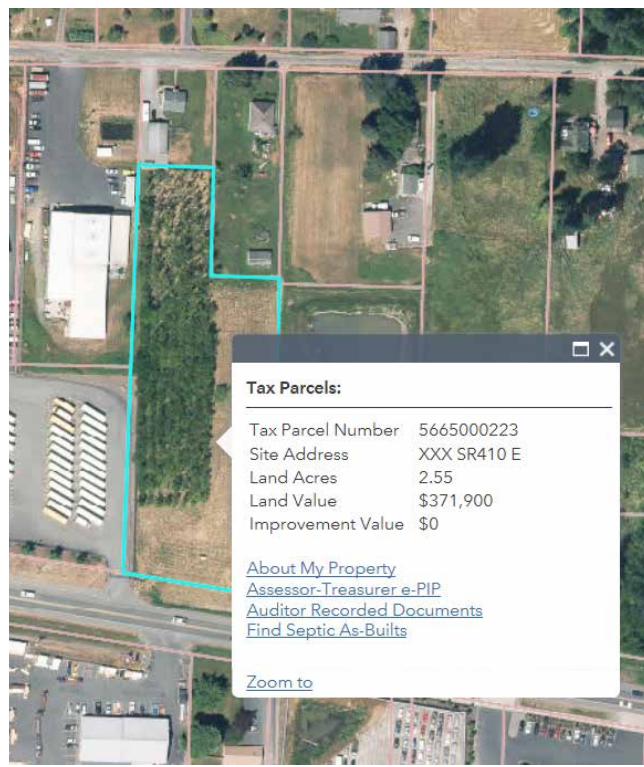 Tax Parcels:
Tax Parcel Number 5665000223
Site Address XXX SR410 E
Land Acres 2.55
Land Value $371,900
Improvement Value $0
About My Property
Assessor-Treasurer e-PIP
Auditor Recorded Documents
Find Septic As-Builts
Zoom to